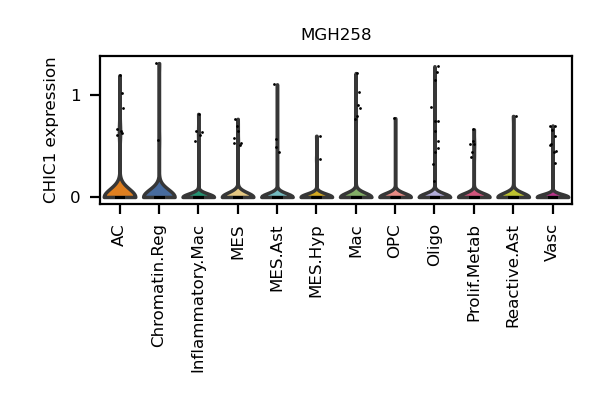 MGH258
CHIC1 expression
1
0
AC
Chromatin.Reg
Inflammatory.Mac
MES
MES.Ast
MES.Hyp
Mac
OPC
Oligo
Prolif.Metab
Reactive.Ast
Vasc